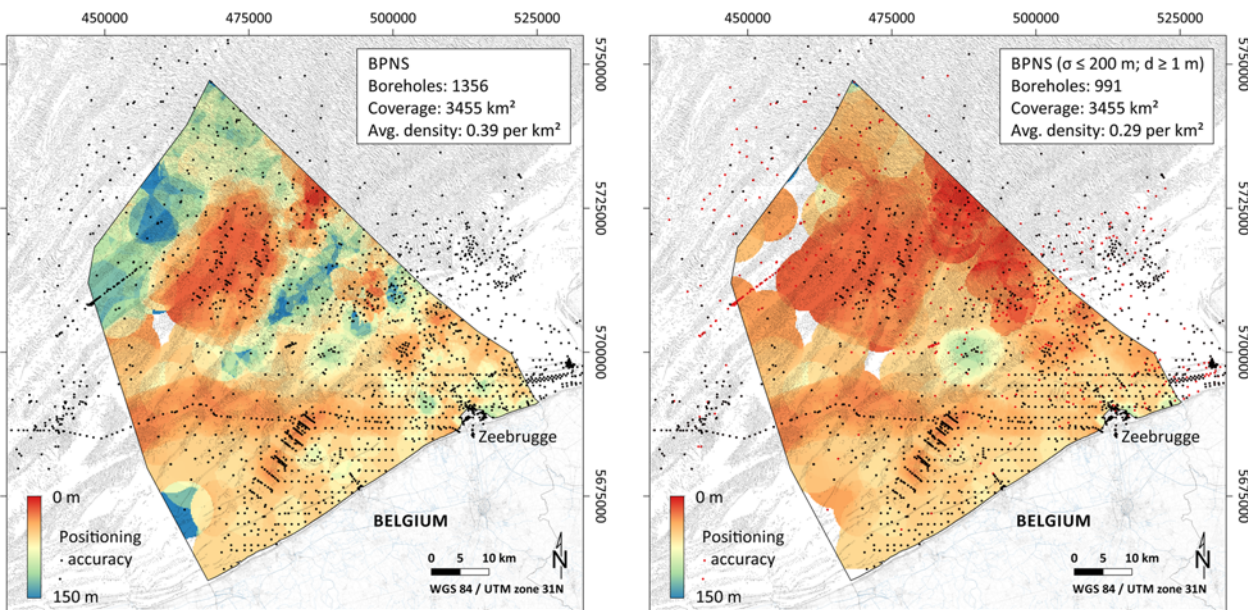 450000 475000 500000 525000
BPNS
Boreholes: 1356
Coverage: 3455 km²
Avg. density: 0.39 per km²
5750000
5725000
5700000
5675000
Zeebrugge
BELGIUM
0 m
Positioning
accuracy
150 m
0 5 10 km
N
WGS 84 / UTM zone 31N
450000 475000 500000 525000
BPNS (σ ≤ 200 m; d ≥ 1 m)
Boreholes: 991
Coverage: 3455 km²
Avg. density: 0.29 per km²
5750000
5725000
5700000
5675000
Zeebrugge
BELGIUM
0 m
Positioning
accuracy
150 m
0 5 10 km
N
WGS 84 / UTM zone 31N